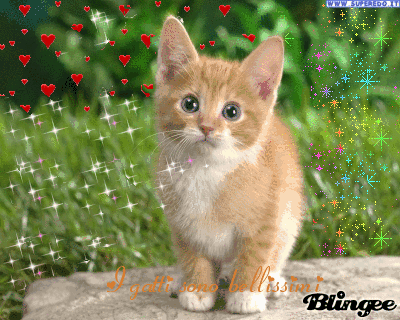 WWW.SUPEREDO.IT
I gatti sono bellissimi
Blingee